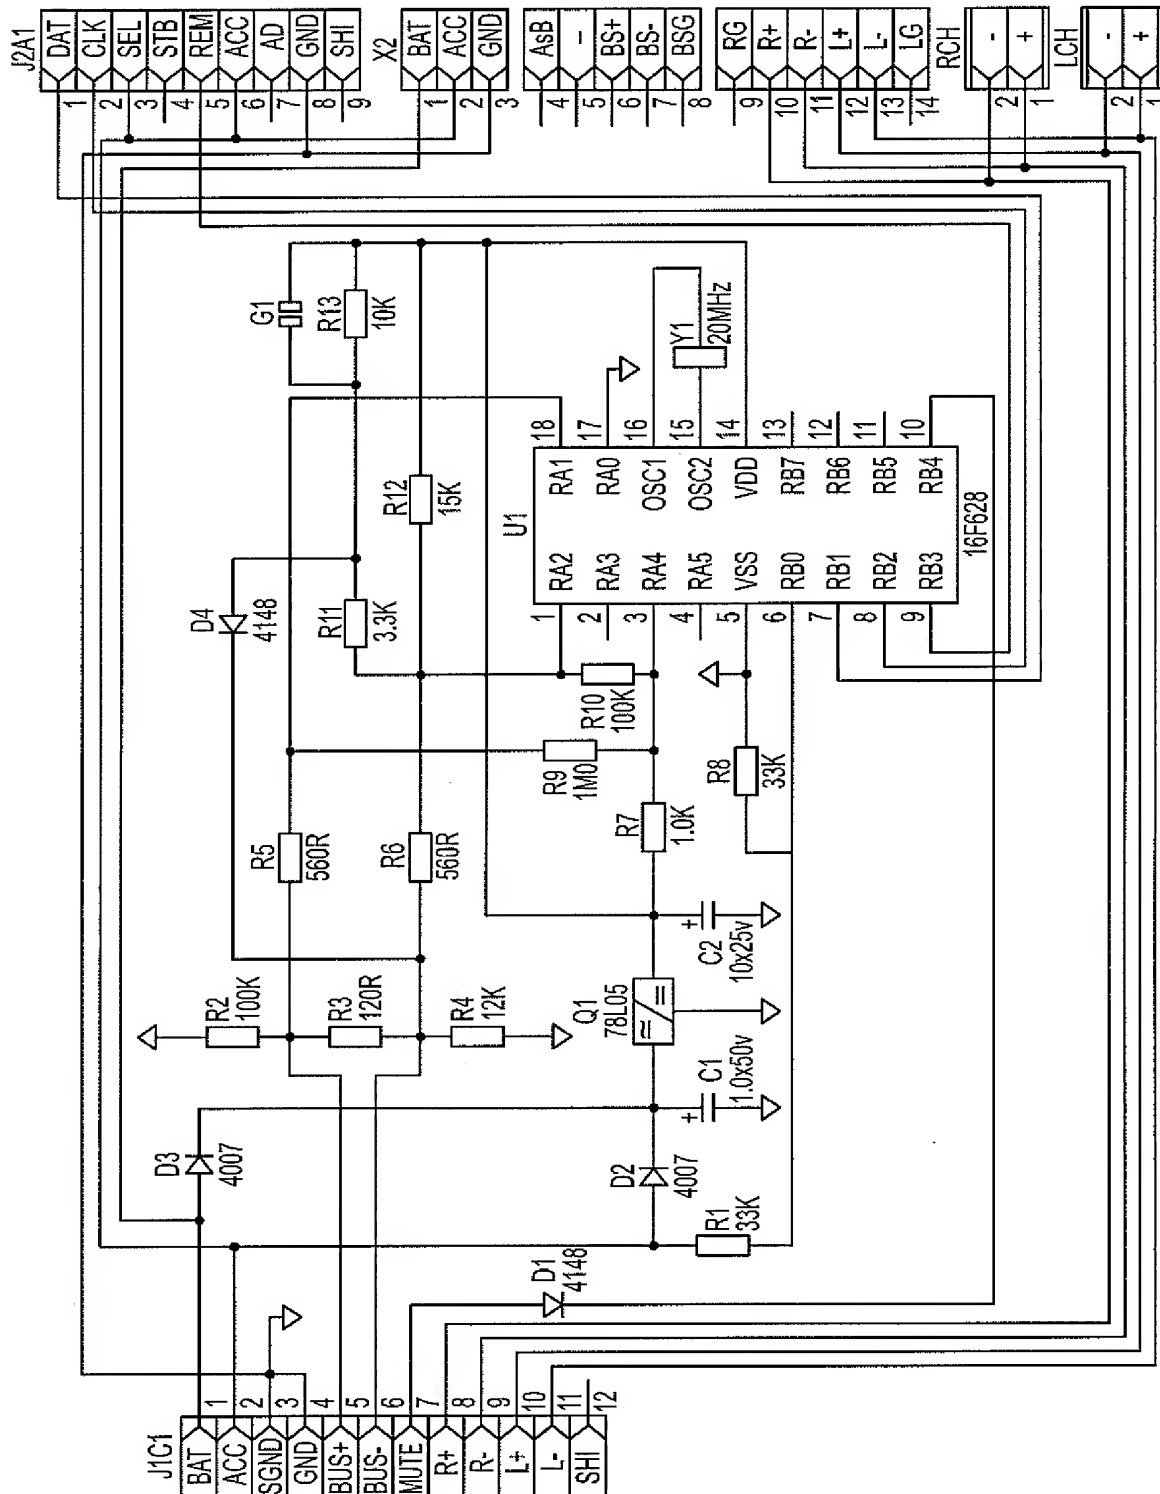 J2A1
DAT
CLK
SEL
STB
REM
ACC
AD
GND
SHI
1
2
3
4
5
6
7
8
9
X2
BAT
ACC
GND
1
2
3
AsB
-
BS+
BS-
BSG
4
5
6
7
8
RG
R+
R-
L+
L-
LG
9
10
11
12
13
14
RCH
-
+
2
1
LCH
-
+
2
1
G1
R13
10K
Y1
20MHz
R12
15K
D4
4148
R11
3.3K
U1
18
17
16
15
14
13
12
11
10
RA1
RA0
OSC1
OSC2
VDD
RB7
RB6
RB5
RB4
RA2
RA3
RA4
RA5
VSS
RB0
RB1
RB2
RB3
1
2
3
4
5
6
7
8
9
16F628
R10
100K
R9
1M0
R8
33K
R7
1.0K
R5
560R
R6
560R
R2
100K
R3
120R
R4
12K
Q1
78L05
+
C2
10x25v
+
C1
1.0x50v
D3
4007
D2
4007
R1
33K
D1
4148
J1C1
BAT
ACC
SGND
GND
BUS+
BUS-
MUTE
R+
R-
L+
L-
SHI
1
2
3
4
5
6
7
8
9
10
11
12